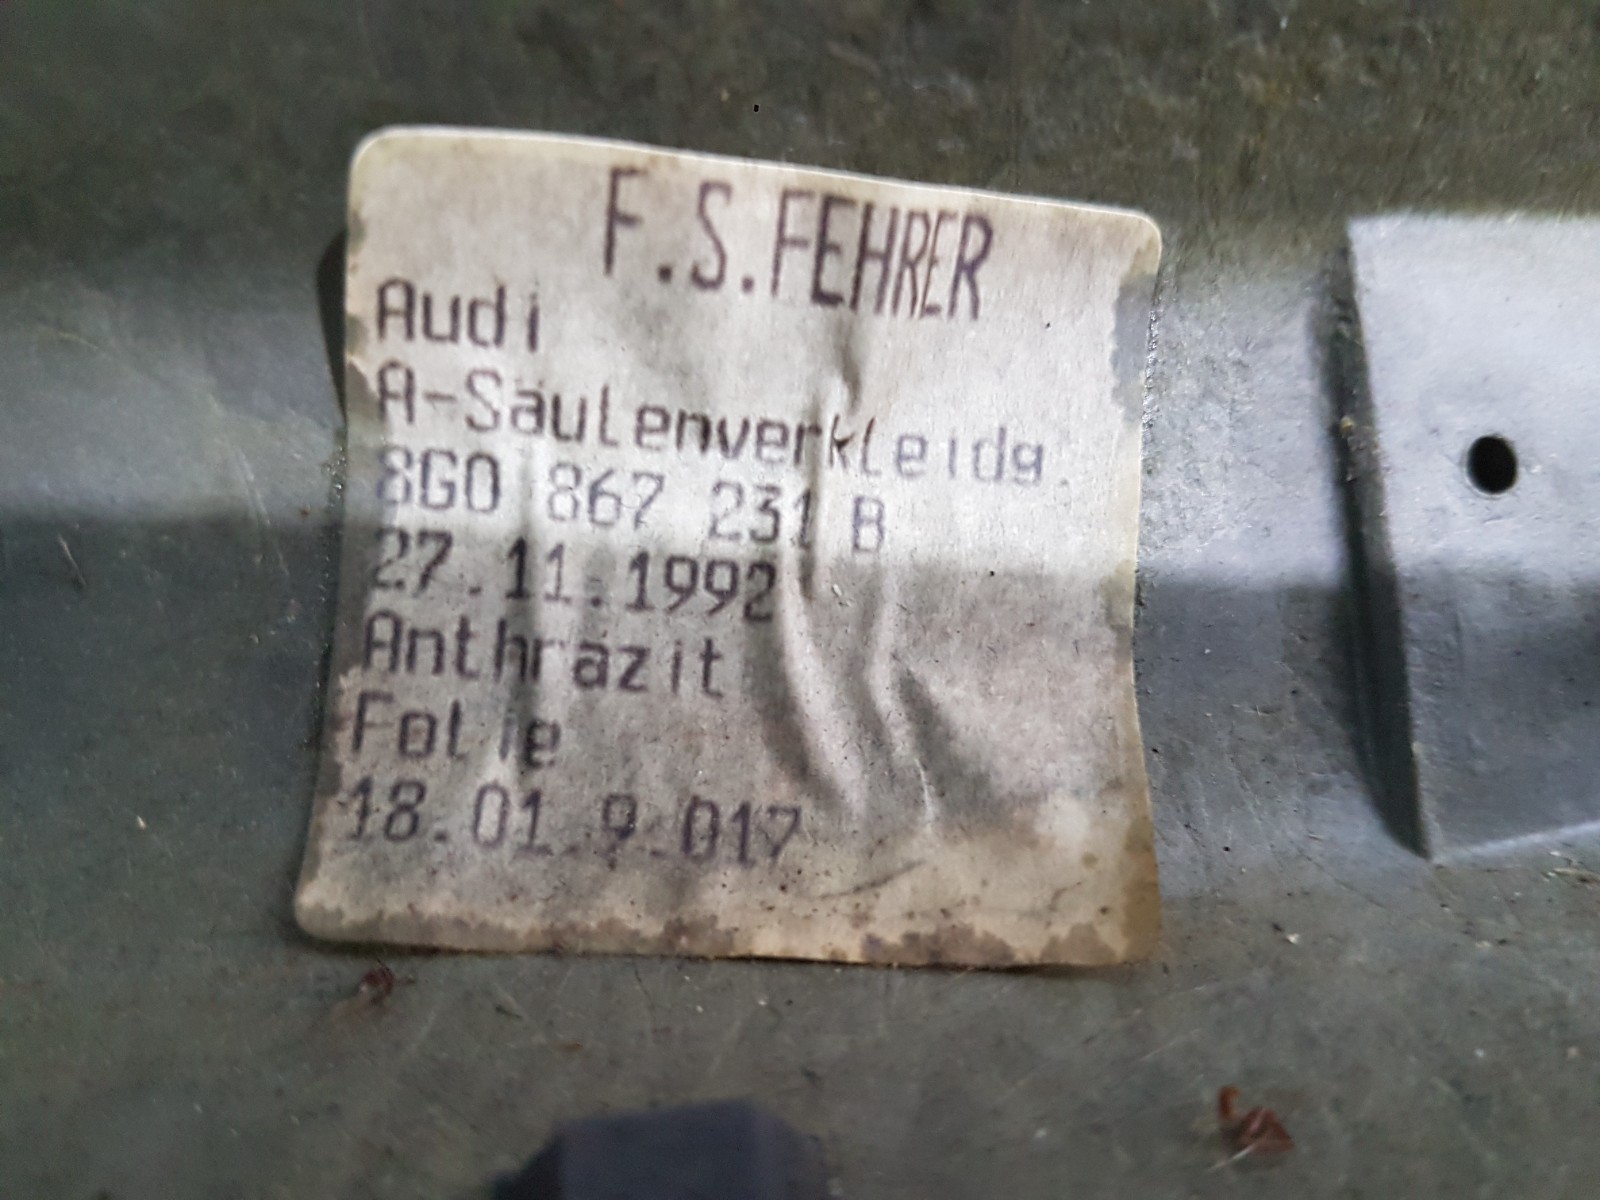 F.S.FEHRER
Audi
A-Säulenverkleidg.
8G0 867 231 B
27.11.1992
Anthrazit
Folie
18.01.9.017